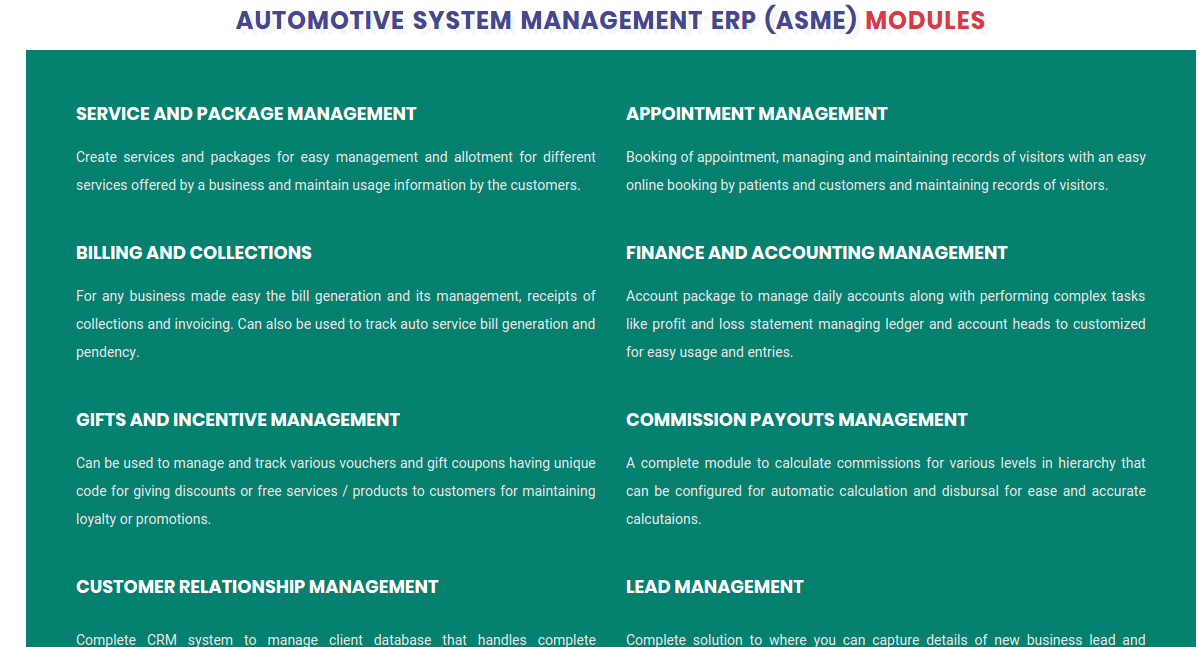 AUTOMOTIVE SYSTEM MANAGEMENT ERP (ASME) MODULES
SERVICE AND PACKAGE MANAGEMENT
Create services and packages for easy management and allotment for different
services offered by a business and maintain usage information by the customers.
APPOINTMENT MANAGEMENT
Booking of appointment, managing and maintaining records of visitors with an easy
online booking by patients and customers and maintaining records of visitors.
BILLING AND COLLECTIONS
For any business made easy the bill generation and its management, receipts of
collections and invoicing. Can also be used to track auto service bill generation and
pendency.
FINANCE AND ACCOUNTING MANAGEMENT
Account package to manage daily accounts along with performing complex tasks
like profit and loss statement managing ledger and account heads to customized
for easy usage and entries.
GIFTS AND INCENTIVE MANAGEMENT
Can be used to manage and track various vouchers and gift coupons having unique
code for giving discounts or free services / products to customers for maintaining
loyalty or promotions.
COMMISSION PAYOUTS MANAGEMENT
A complete module to calculate commissions for various levels in hierarchy that
can be configured for automatic calculation and disbursal for ease and accurate
calcutaions.
CUSTOMER RELATIONSHIP MANAGEMENT
Complete CRM system to manage client database that handles complete
LEAD MANAGEMENT
Complete solution to where you can capture details of new business lead and